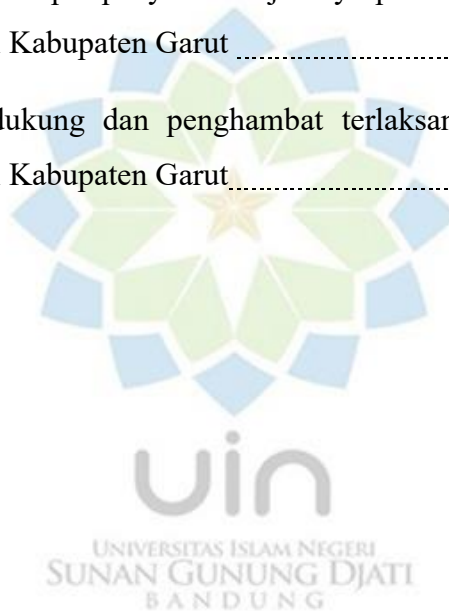 Kabupaten Garut
dukung dan penghambat terlaksan
Kabupaten Garut
uin
UNIVERSITAS ISLAM NEGERI
SUNAN GUNUNG DJATI
BANDUNG